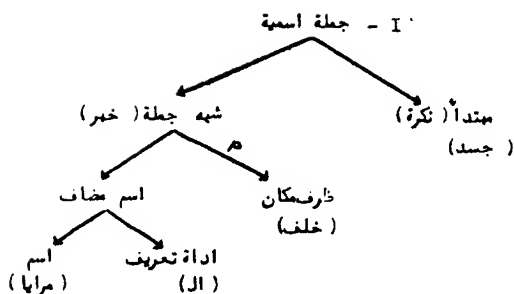 I - جملة اسمية
مبتدأ (نكرة) شبه جملة (خبر)
(جسد)
م
ظرف مكان اسم مضاف
(خلف)
اداة تعريف اسم
(ال) (مرايا)